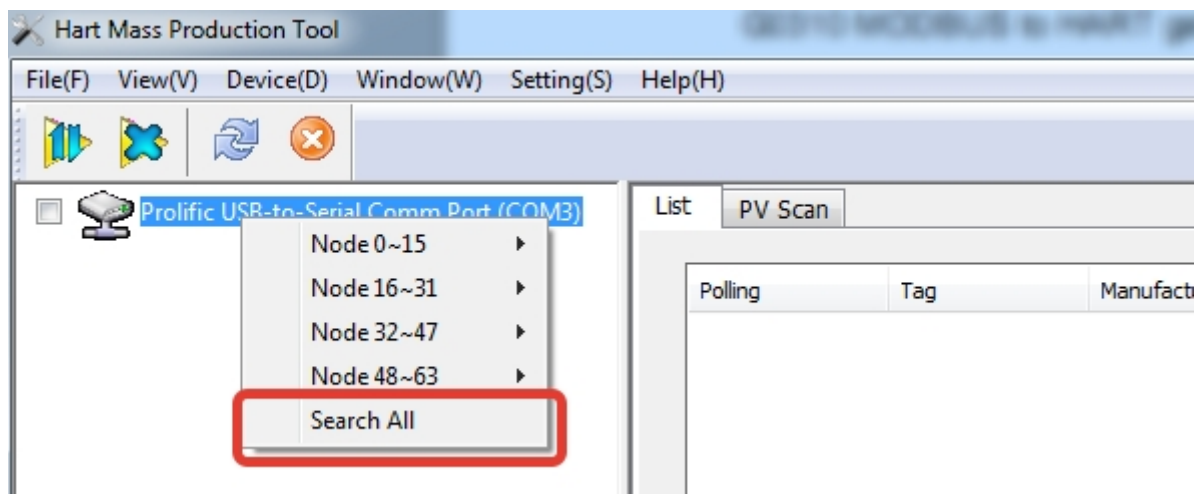 Hart Mass Production Tool
File(F) View(V) Device(D) Window(W) Setting(S) Help(H)
Prolific USB-to-Serial Comm Port (COM3)
List PV Scan
Node 0~15
Node 16~31
Node 32~47
Node 48~63
Search All
Polling Tag Manufact